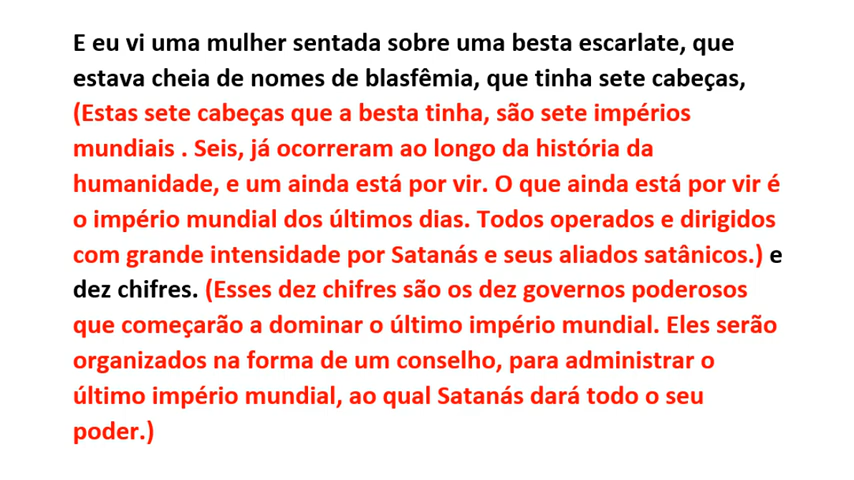 E eu vi uma mulher sentada sobre uma besta escarlate, que
estava cheia de nomes de blasfêmia, que tinha sete cabeças,
(Estas sete cabeças que a besta tinha, são sete impérios
mundiais . Seis, já ocorreram ao longo da história da
humanidade, e um ainda está por vir. O que ainda está por vir é
o império mundial dos últimos dias. Todos operados e dirigidos
com grande intensidade por Satanás e seus aliados satânicos.) e
dez chifres. (Esses dez chifres são os dez governos poderosos
que começarão a dominar o último império mundial. Eles serão
organizados na forma de um conselho, para administrar o
último império mundial, ao qual Satanás dará todo o seu
poder.)